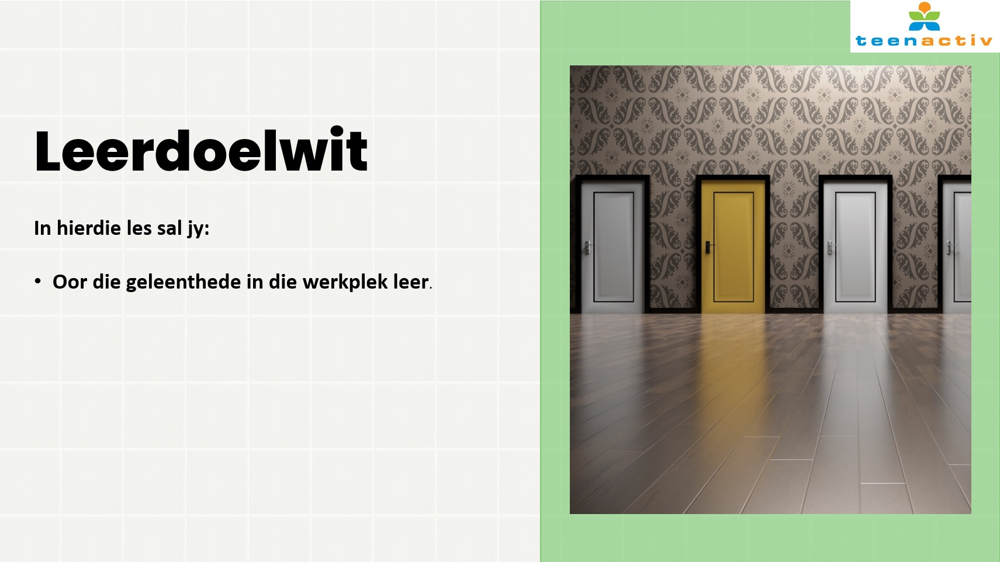 teenactiv
Leerdoelwit
In hierdie les sal jy:
• Oor die geleenthede in die werkplek leer.